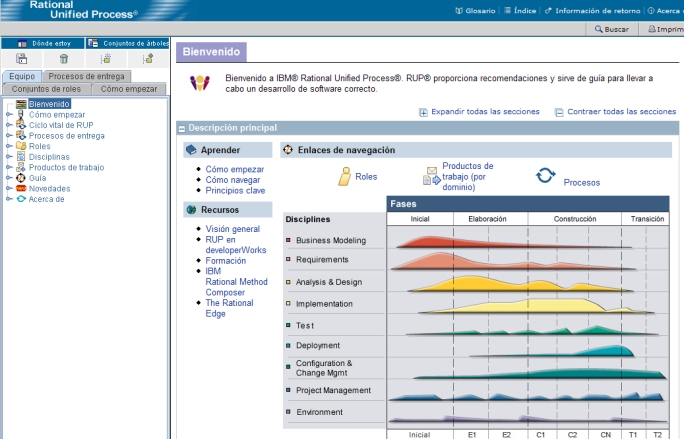 Rational
Unified Process®
Glosario
Índice
Información de retorno
Acerca
Buscar
Imprim
Dónde estoy
Conjuntos de árboles
Equipo
Procesos de entrega
Conjuntos de roles
Cómo empezar
Bienvenido
Cómo empezar
Ciclo vital de RUP
Procesos de entrega
Roles
Disciplinas
Productos de trabajo
Guía
Novedades
Acerca de
Bienvenido
Bienvenido a IBM® Rational Unified Process®. RUP® proporciona recomendaciones y sirve de guía para llevar a
cabo un desarrollo de software correcto.
Expandir todas las secciones
Contraer todas las secciones
Descripción principal
Aprender
Cómo empezar
Cómo navegar
Principios clave
Recursos
Visión general
RUP en
developerWorks
Formación
IBM
Rational Method
Composer
The Rational
Edge
Enlaces de navegación
Roles
Productos de
trabajo (por
dominio)
Procesos
Fases
Disciplines
Inicial
Elaboración
Construcción
Transición
Business Modeling
Requirements
Analysis & Design
Implementation
Test
Deployment
Configuration &
Change Mgmt
Project Management
Environment
Inicial
E1
E2
C1
C2
CN
T1
T2